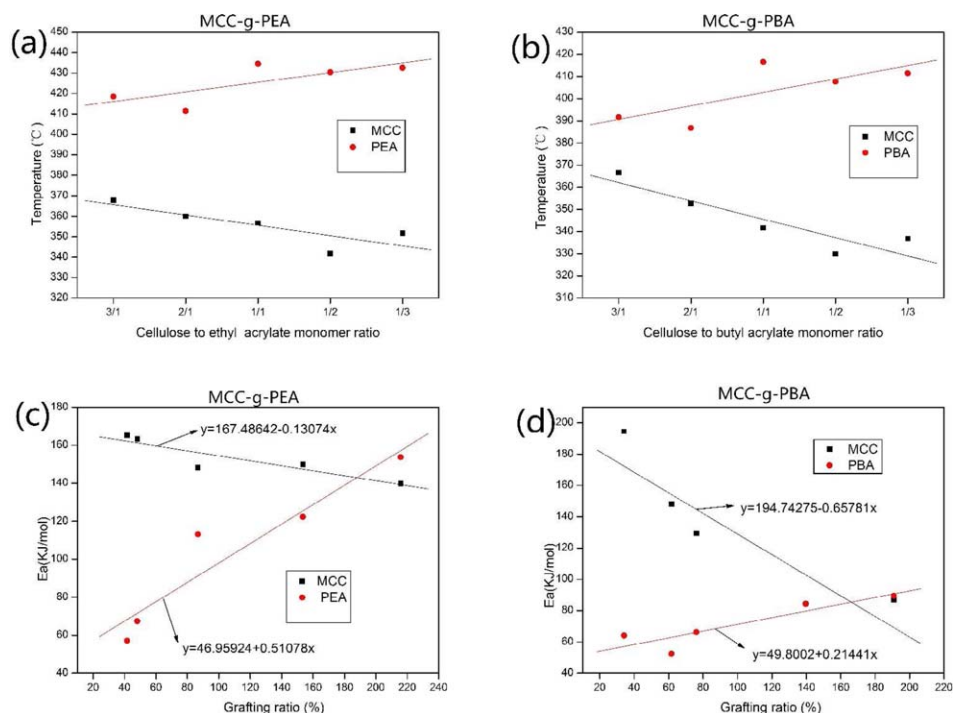 MCC-g-PEA
(a)
450
440
430
420
410
400
390
380
370
360
350
340
330
320
Temperature (℃)
MCC
PEA
3/1 2/1 1/1 1/2 1/3
Cellulose to ethyl acrylate monomer ratio
MCC-g-PBA
(b)
430
420
410
400
390
380
370
360
350
340
330
320
310
Temperature (℃)
MCC
PBA
3/1 2/1 1/1 1/2 1/3
Cellulose to butyl acrylate monomer ratio
MCC-g-PEA
(c)
180
160
140
120
100
80
60
40
Ea(KJ/mol)
y=167.48642-0.13074x
MCC
PEA
y=46.95924+0.51078x
20 40 60 80 100 120 140 160 180 200 220 240
Grafting ratio (%)
MCC-g-PBA
(d)
200
180
160
140
120
100
80
60
40
Ea(KJ/mol)
MCC
PBA
y=194.74275-0.65781x
y=49.8002+0.21441x
0 20 40 60 80 100 120 140 160 180 200 220
Grafting ratio (%)